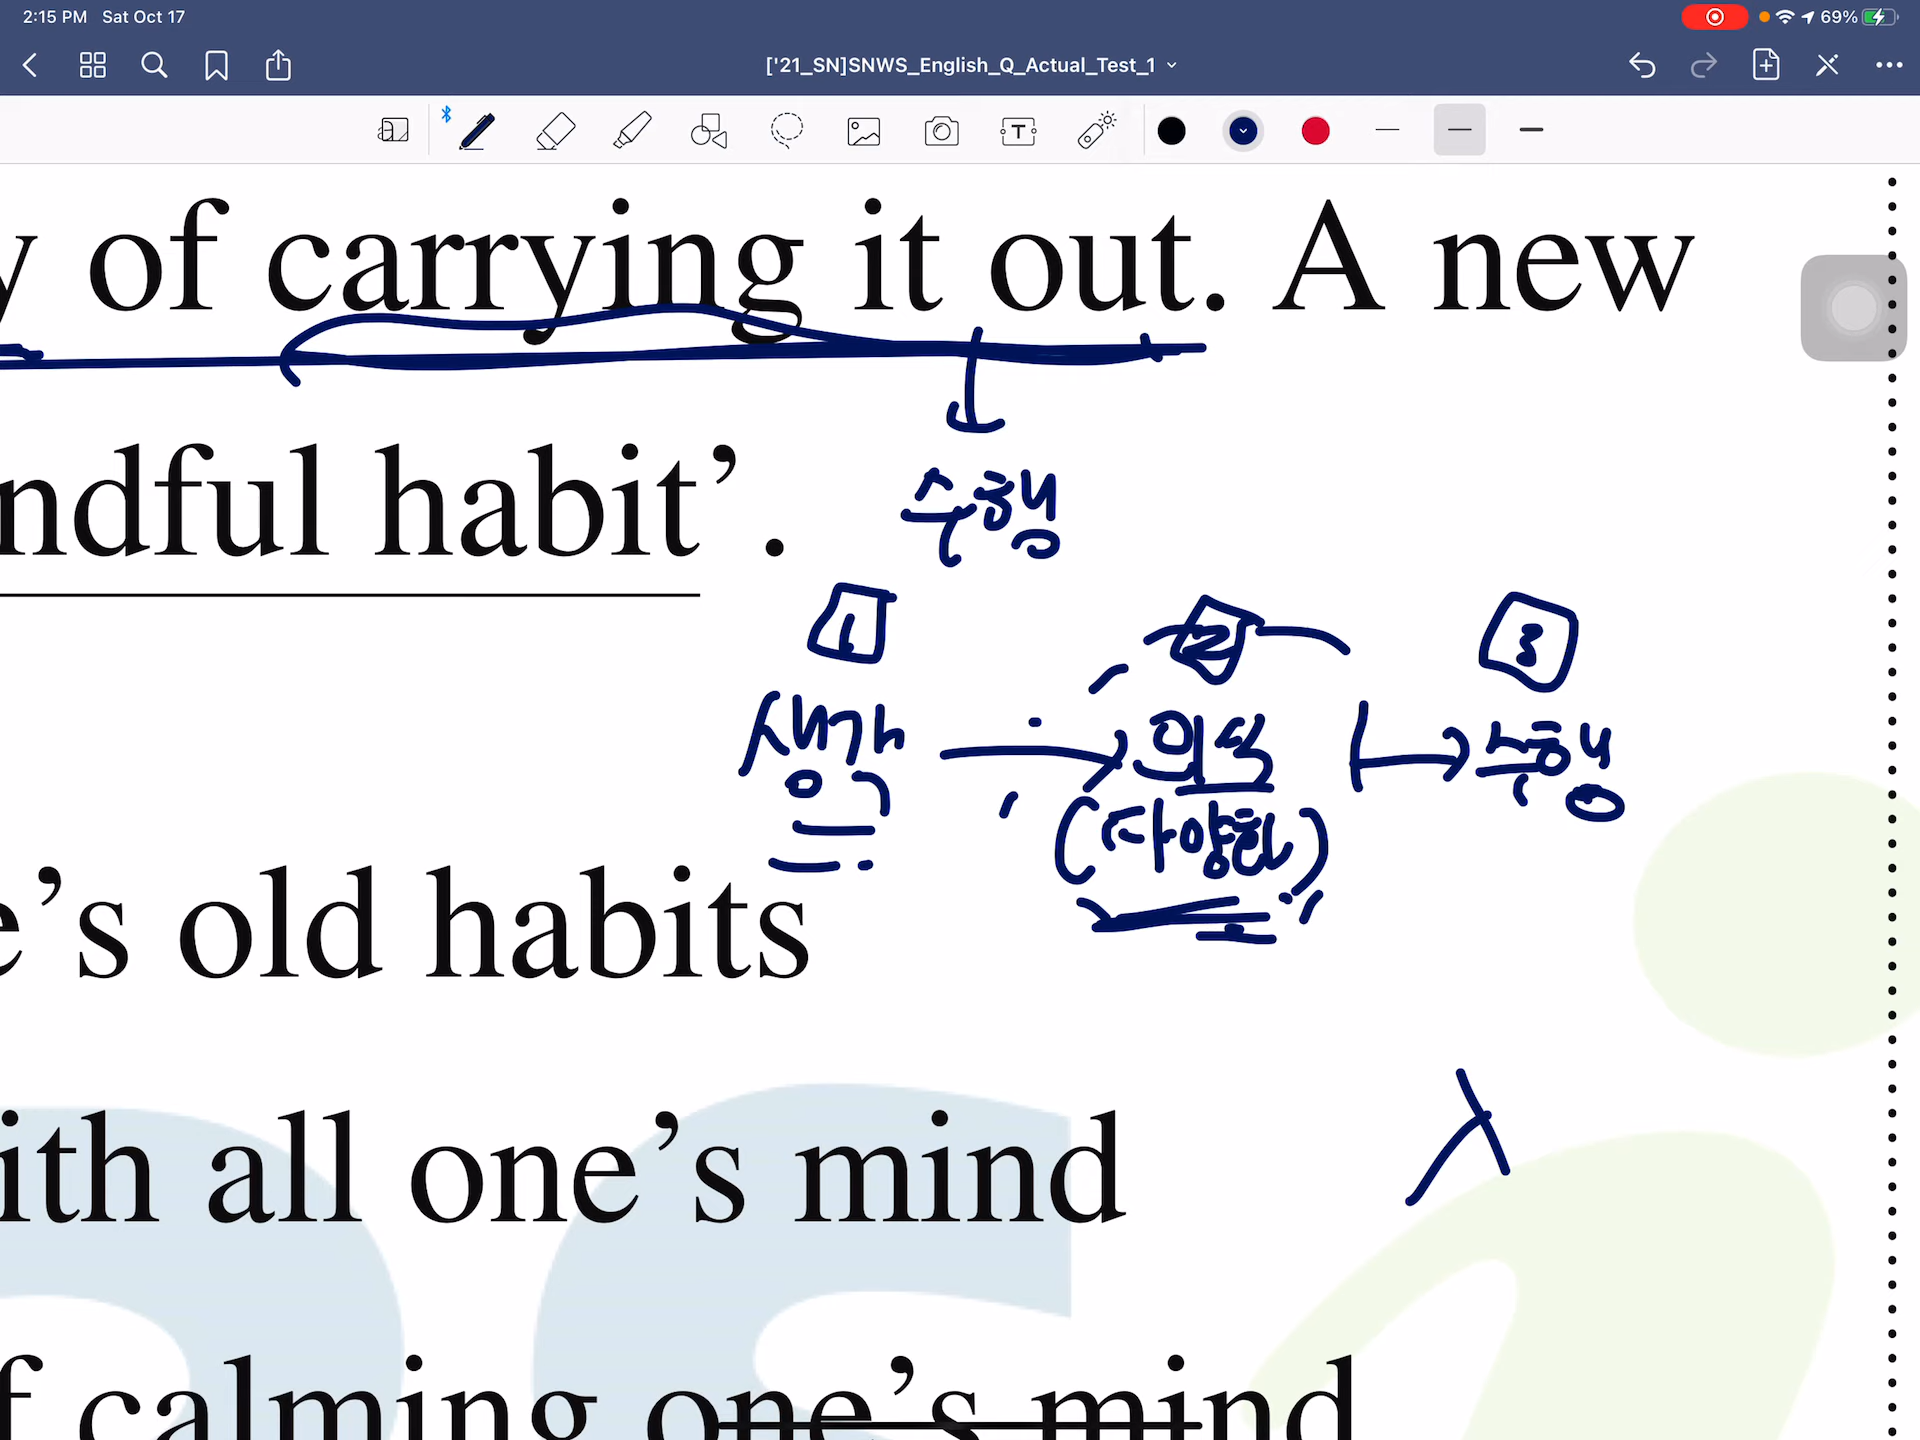 2:15 PM Sat Oct 17
69%
['21_SN]SNWS_English_Q_Actual_Test_1
T
y of carrying it out. A new
수행
ndful habit’.
1 2 3
생각 의식 수행
(다양한)
e’s old habits
ith all one’s mind
f calming one’s mind